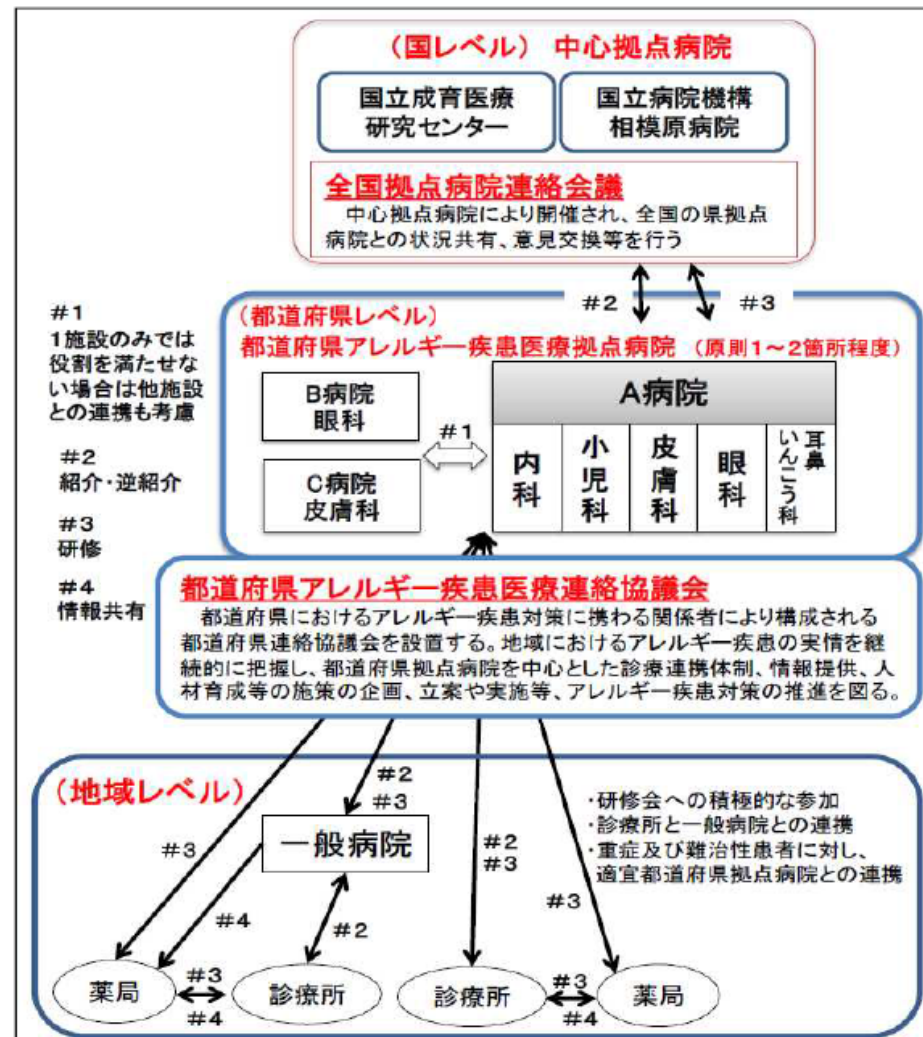 （国レベル） 中心拠点病院
国立成育医療
研究センター
国立病院機構
相模原病院
全国拠点病院連絡会議
中心拠点病院により開催され、全国の県拠点
病院との状況共有、意見交換等を行う
#2
#3
#1
1施設のみでは
役割を満たせな
い場合は他施設
との連携も考慮
#2
紹介・逆紹介
#3
研修
#4
情報共有
（都道府県レベル）
都道府県アレルギー疾患医療拠点病院 （原則1～2箇所程度）
B病院
眼科
C病院
皮膚科
#1
A病院
内科
小児科
皮膚科
眼科
耳鼻
いんこう科
都道府県アレルギー疾患医療連絡協議会
都道府県におけるアレルギー疾患対策に携わる関係者により構成される
都道府県連絡協議会を設置する。地域におけるアレルギー疾患の実情を継
続的に把握し、都道府県拠点病院を中心とした診療連携体制、情報提供、人
材育成等の施策の企画、立案や実施等、アレルギー疾患対策の推進を図る。
（地域レベル）
#2
#3
・研修会への積極的な参加
・診療所と一般病院との連携
・重症及び難治性患者に対し、
適宜都道府県拠点病院との連携
#3
一般病院
#2
#3
#3
#4
#2
薬局
#3
#4
診療所
診療所
#3
#4
薬局